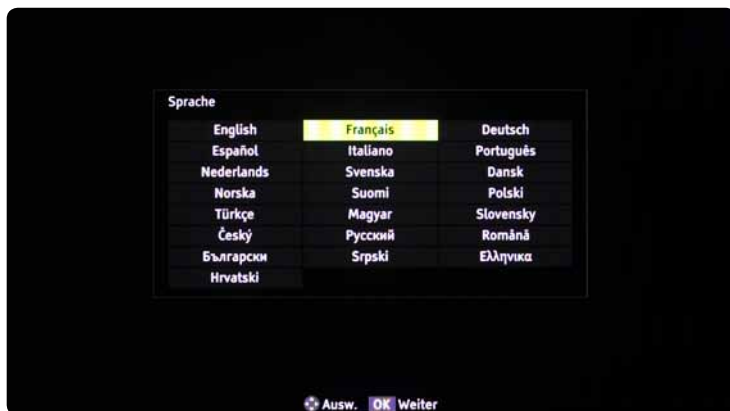 Sprache
English Français Deutsch
Español Italiano Português
Nederlands Svenska Dansk
Norska Suomi Polski
Türkçe Magyar Slovensky
Český Русский Română
Български Srpski Ελληνικα
Hrvatski
Ausw. OK Weiter